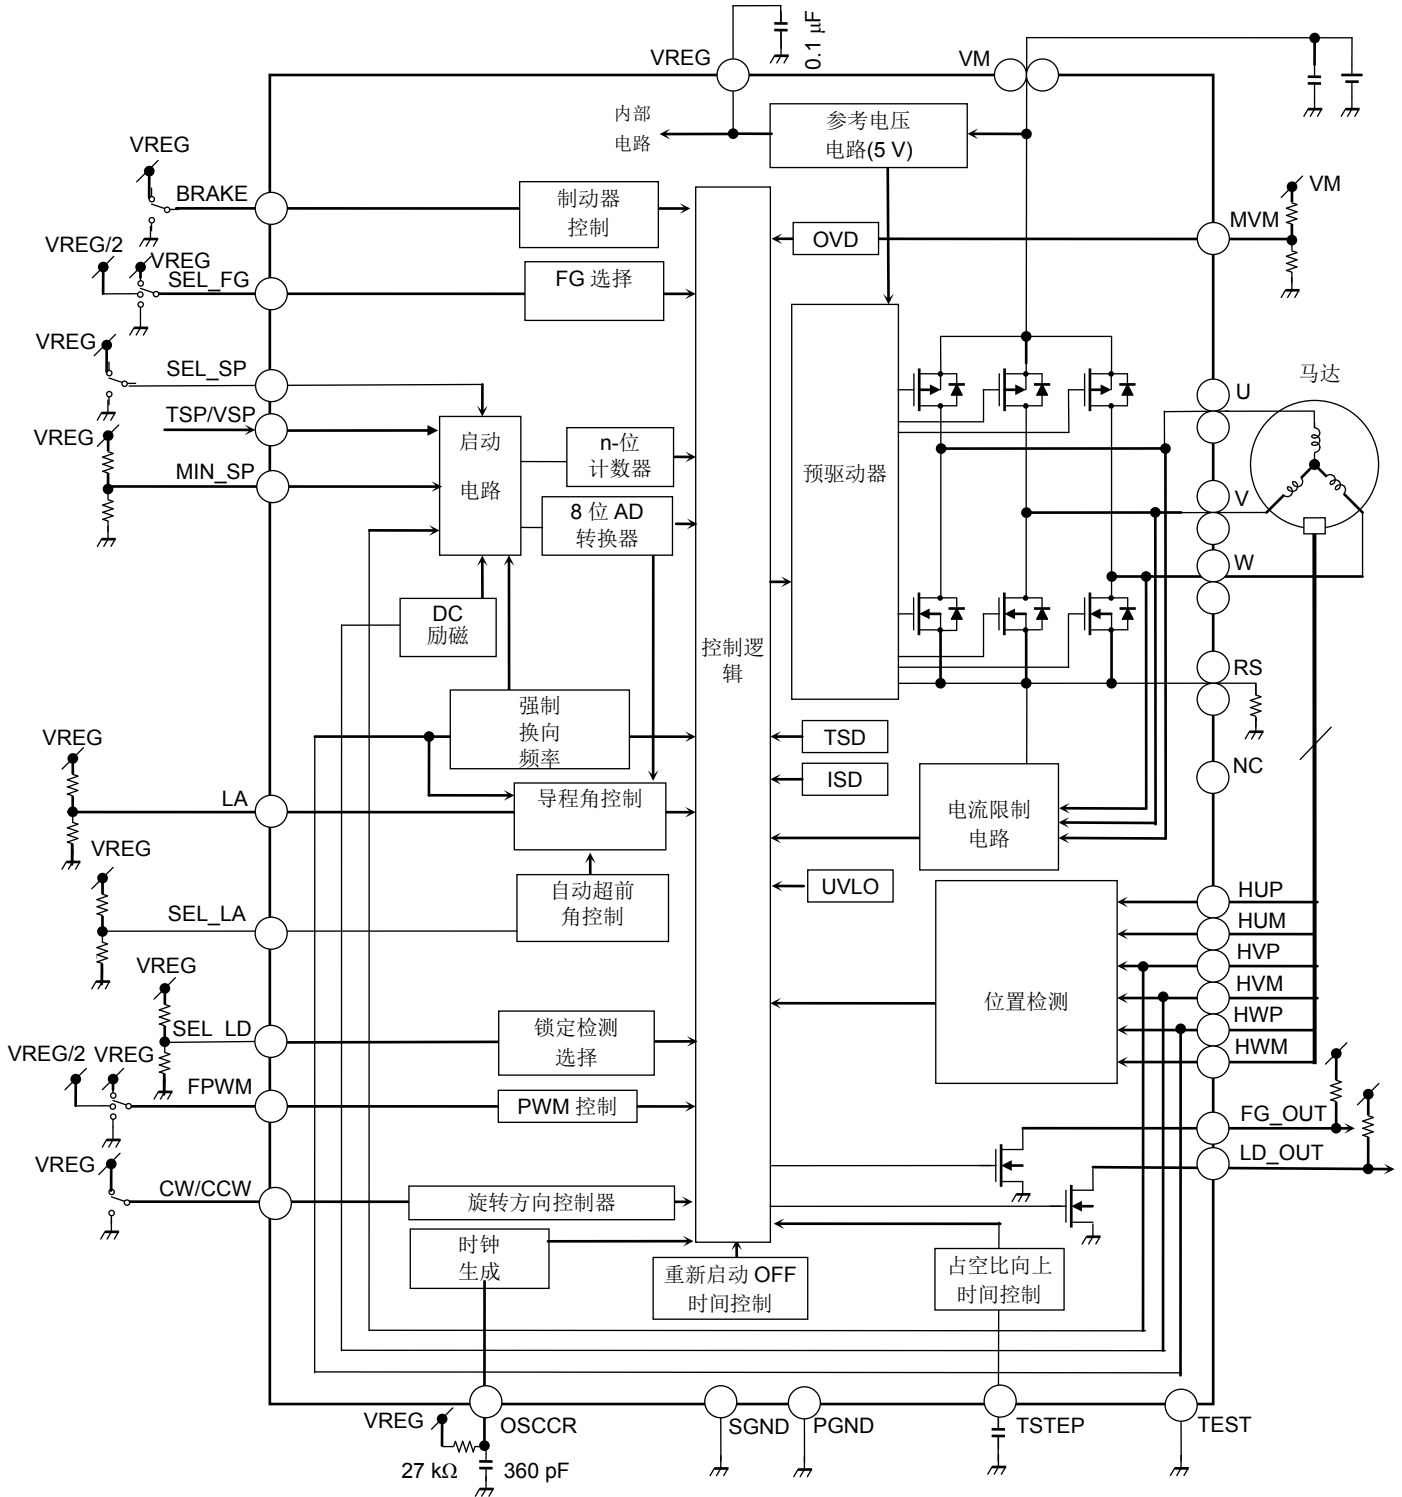 VREG
0.1 μF
VM
内部
电路
参考电压
电路(5 V)
VREG
BRAKE
制动器
控制
VM
MVM
OVD
VREG/2
VREG
SEL_FG
FG 选择
VREG
SEL_SP
TSP/VSP
VREG
MIN_SP
启动
电路
n-位
计数器
8 位 AD
转换器
预驱动器
马达
U
V
W
DC
励磁
控制逻
辑
RS
强制
换向
频率
TSD
ISD
NC
VREG
LA
导程角控制
电流限制
电路
VREG
自动超前
角控制
SEL_LA
UVLO
HUP
HUM
HVP
HVM
HWP
HWM
位置检测
VREG
SEL_LD
锁定检测
选择
VREG/2
VREG
FPWM
PWM 控制
FG_OUT
LD_OUT
VREG
CW/CCW
旋转方向控制器
时钟
生成
重新启动 OFF
时间控制
占空比向上
时间控制
VREG
OSCCR
SGND
PGND
TSTEP
TEST
27 kΩ
360 pF